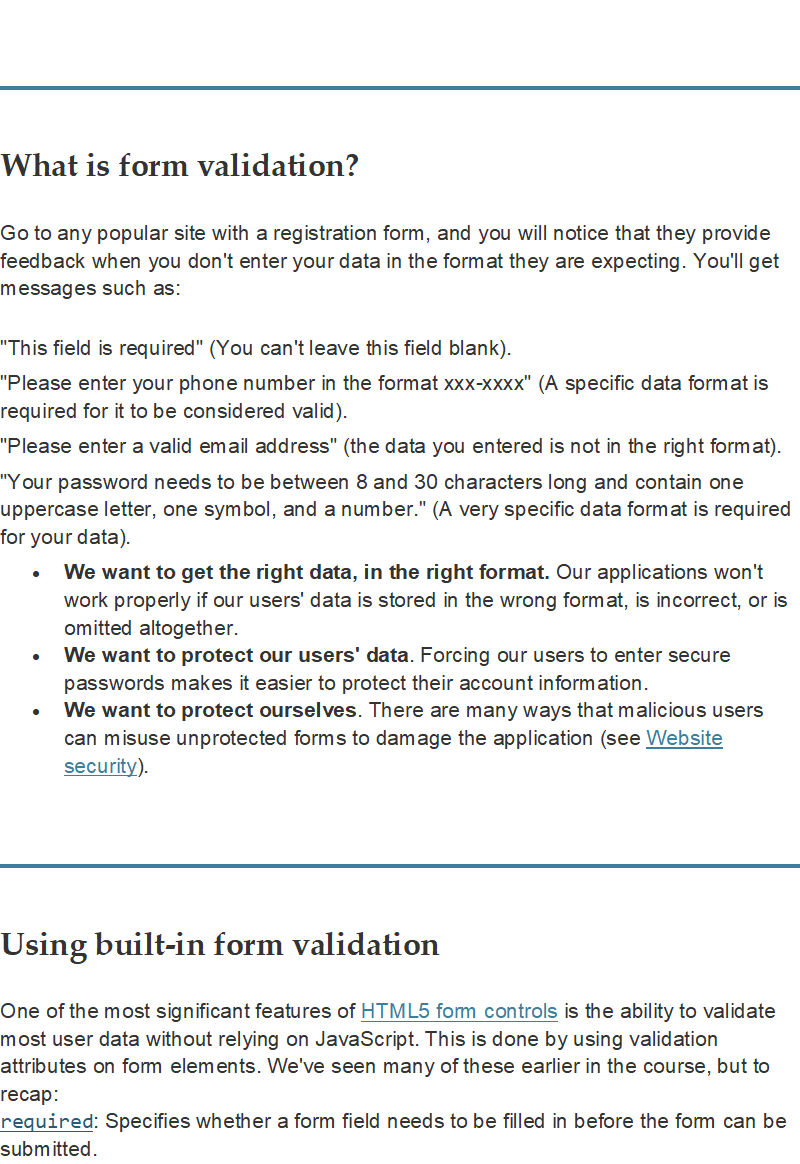 What is form validation?
Go to any popular site with a registration form, and you will notice that they provide
feedback when you don't enter your data in the format they are expecting. You'll get
messages such as:
"This field is required" (You can't leave this field blank).
"Please enter your phone number in the format xxx-xxxx" (A specific data format is
required for it to be considered valid).
"Please enter a valid email address" (the data you entered is not in the right format).
"Your password needs to be between 8 and 30 characters long and contain one
uppercase letter, one symbol, and a number." (A very specific data format is required
for your data).
• We want to get the right data, in the right format. Our applications won't
work properly if our users' data is stored in the wrong format, is incorrect, or is
omitted altogether.
• We want to protect our users' data. Forcing our users to enter secure
passwords makes it easier to protect their account information.
• We want to protect ourselves. There are many ways that malicious users
can misuse unprotected forms to damage the application (see Website
security).
Using built-in form validation
One of the most significant features of HTML5 form controls is the ability to validate
most user data without relying on JavaScript. This is done by using validation
attributes on form elements. We've seen many of these earlier in the course, but to
recap:
required: Specifies whether a form field needs to be filled in before the form can be
submitted.